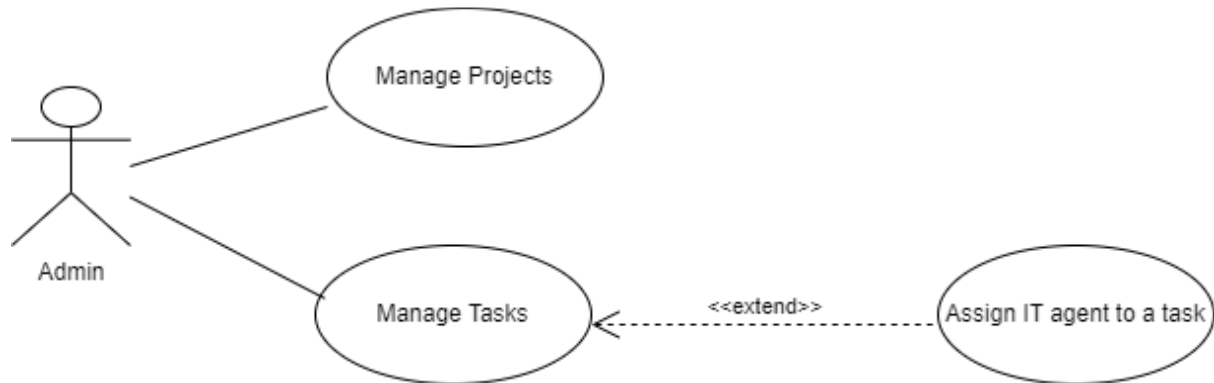 Manage Projects
Admin
Manage Tasks
<<extend>>
Assign IT agent to a task